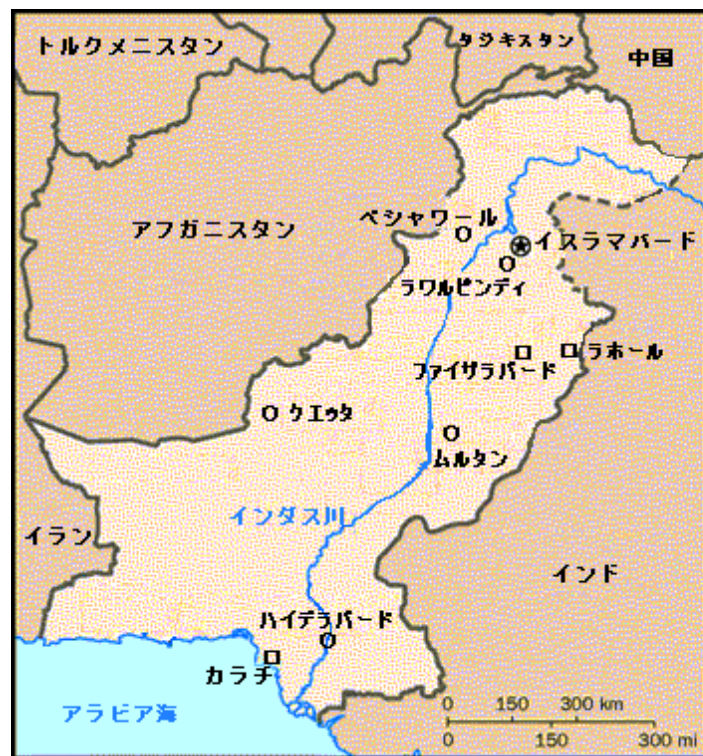 トルクメニスタン
タジキスタン
中国
アフガニスタン
ペシャワール
イスラマバード
ラワルピンディ
ラホール
ファイサラバード
クエッタ
ムルタン
インダス川
イラン
インド
ハイデラバード
カラチ
アラビア海
0 150 300 km
0 150 300 mi